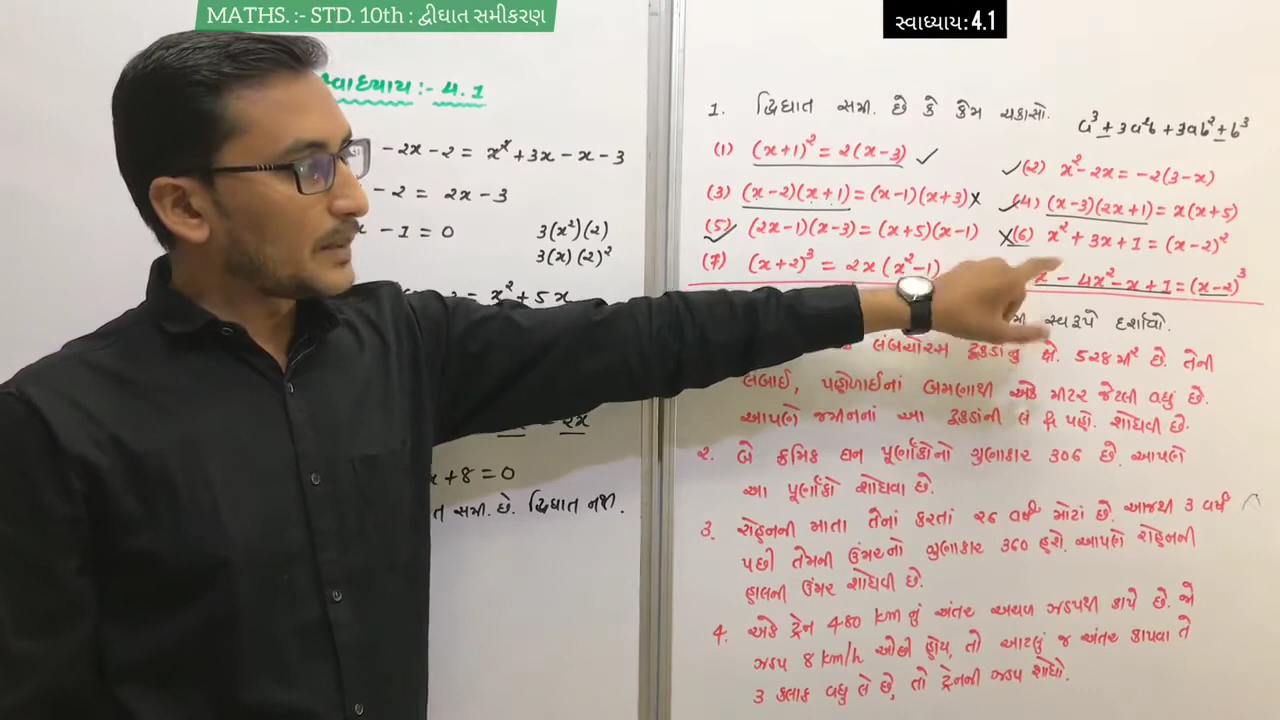 MATHS. :- STD. 10th : દ્વીઘાત સમીકરણ
સ્વાધ્યાય: 4.1
સ્વાધ્યાય :- 4.1
-2x-2 = x²+3x-x-3
-2 = 2x-3
-1=0
3(x²)(2)
3(x)(2)²
= x²+5x
x+8=0
સમી. છે. દ્વિઘાત નથી.
1. દ્વિઘાત સમી. છે કે કેમ ચકાસો.
a³+3a²b+3ab²+b³
(1) (x+1)² = 2(x-3) ✓
✓(2) x²-2x = -2(3-x)
(3) (x-2)(x+1)=(x-1)(x+3) X
✓(4) (x-3)(2x+1)=x(x+5)
(5) (2x-1)(x-3)=(x+5)(x-1)
X(6) x²+3x+1=(x-2)²
(7) (x+2)³ = 2x(x²-1)
- 4x²-x+1=(x-2)³
સ્વરૂપે દર્શાવો.
લંબચોરસ ટૂકડાંનું ક્ષે. 528મી² છે. તેની
લંબાઈ, પહોળાઈનાં બમણાથી એક મીટર જેટલી વધુ છે.
આપણે જમીનનાં આ ટૂકડાંની લં & પહો. શોધવી છે.
૨. બે ક્રમિક ધન પૂર્ણાંકોનો ગુણાકાર 306 છે. આપણે
આ પૂર્ણાંકો શોધવા છે.
3. રોહનની માતા તેનાં કરતાં ૨6 વર્ષ મોટાં છે. આજથી 3 વર્ષ
પછી તેમની ઉંમરનો ગુણાકાર 360 હશે. આપણે રોહનની
હાલની ઉંમર શોધવી છે.
4. એક ટ્રેન 480 km નું અંતર અચળ ઝડપથી કાપે છે. જો
ઝડપ 8 km/h ઓછી હોય, તો આટલું જ અંતર કાપવા તે
3 કલાક વધુ લે છે, તો ટ્રેનની ઝડપ શોધો.